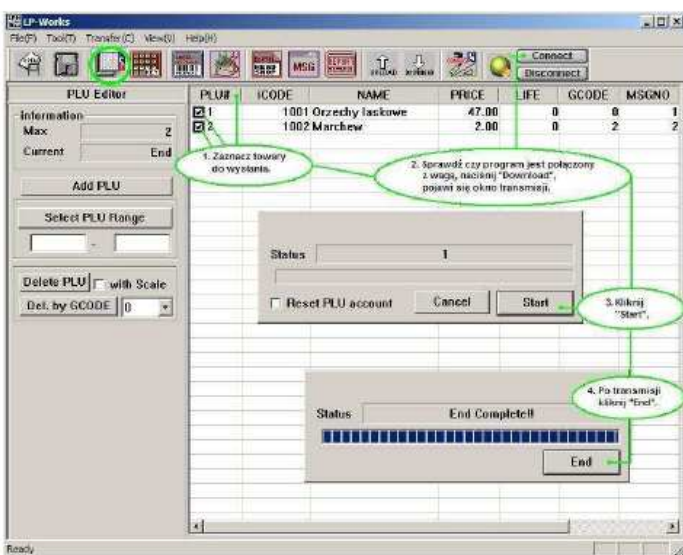 LP-Works
File(F) Tool(T) Transfer(C) View(V) Help(H)
MSG
Connect
Disconnect
PLU Editor
PLU# ICODE NAME PRICE LIFE GCODE MSGNO
Information
1 1001 Orzechy laskowe 47.00 0 0 1
Max 2
2 1002 Marchew 2.00 0 2 2
Current End
1. Zaznacz towary
do wysłania.
2. Sprawdź czy program jest połączony
z wagą, naciśnij "Download",
pojawi się okno transmisji.
Add PLU
Select PLU Range
-
Status 1
Delete PLU with Scale
Reset PLU account Cancel Start
Del. by GCODE 0
3. Kliknij
"Start".
4. Po transmisji
kliknij "End".
Status End Complete!!
End
Ready